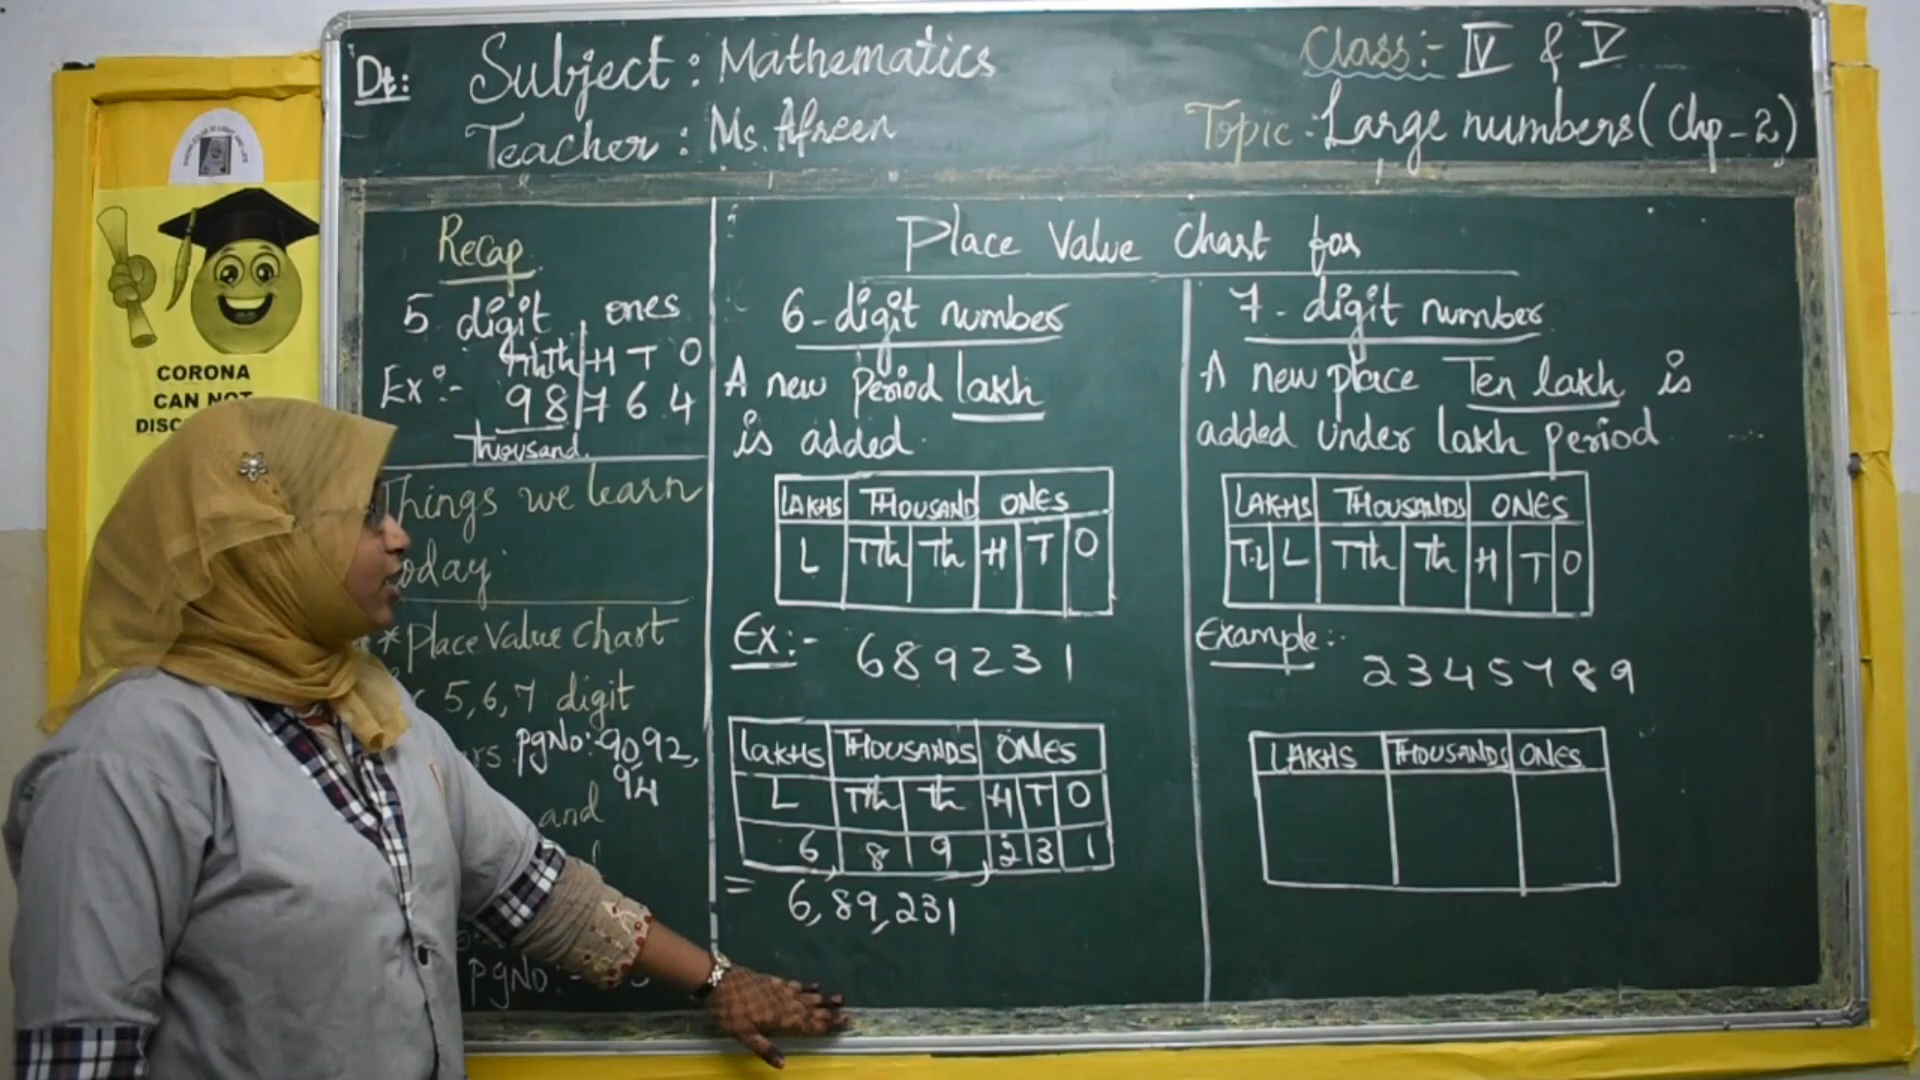 Dt: Subject : Mathematics
Teacher : Ms. Afreen
Class:- IV & V
Topic :- Large numbers ( Chp - 2 )
CORONA
CAN NOT
Recap
5 digit ones
TthTh H T O
Ex:- 98764
Thousand
Things we learn
today
* Place Value Chart
5,6,7 digit
PgNo:-90,92,
94
and
PgNo:-
Place Value Chart for
6-digit number
A new period lakh
is added.
LAKHS THOUSAND ONES
L Tth Th H T O
Ex:- 689231
lakhs THOUSANDS ONES
L Tth th H T O
6, 8 9, 2 3 1
= 6,89,231
7-digit number
A new place Ten lakh is
added under lakh period
LAKHS THOUSANDS ONES
T.L L TTh Th H T O
Example:- 2345789
LAKHS THOUSANDS ONES